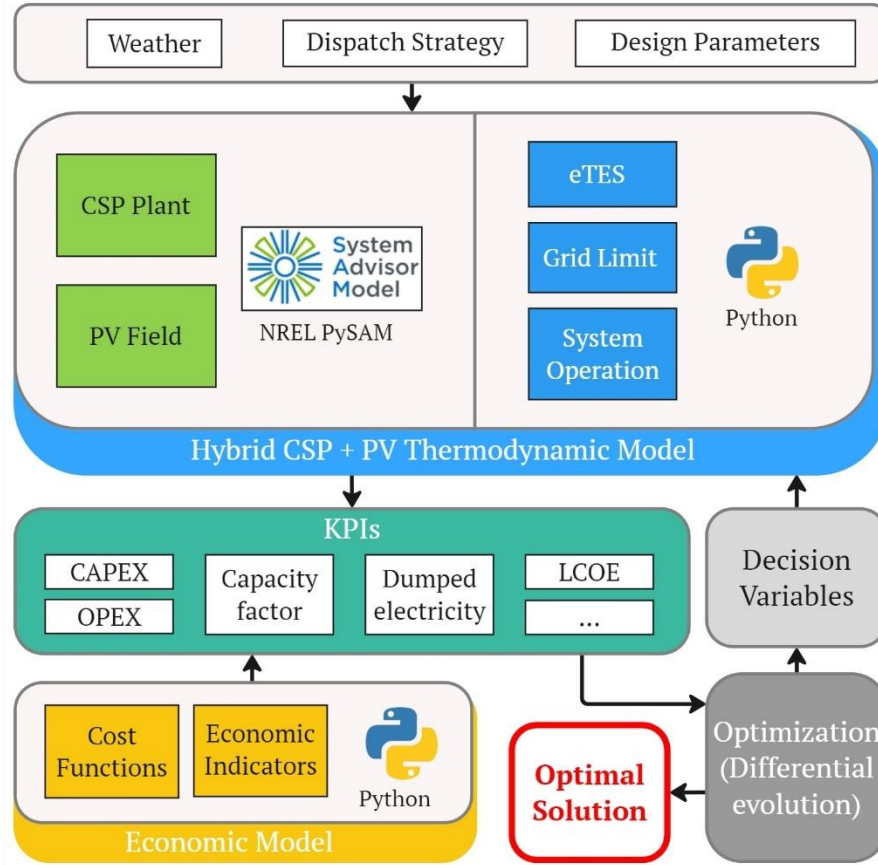 Weather
Dispatch Strategy
Design Parameters
CSP Plant
PV Field
System
Advisor
Model
NREL PySAM
eTES
Grid Limit
System
Operation
Python
Hybrid CSP + PV Thermodynamic Model
KPIs
CAPEX
OPEX
Capacity
factor
Dumped
electricity
LCOE
...
Decision
Variables
Cost
Functions
Economic
Indicators
Python
Economic Model
Optimal
Solution
Optimization
(Differential
evolution)